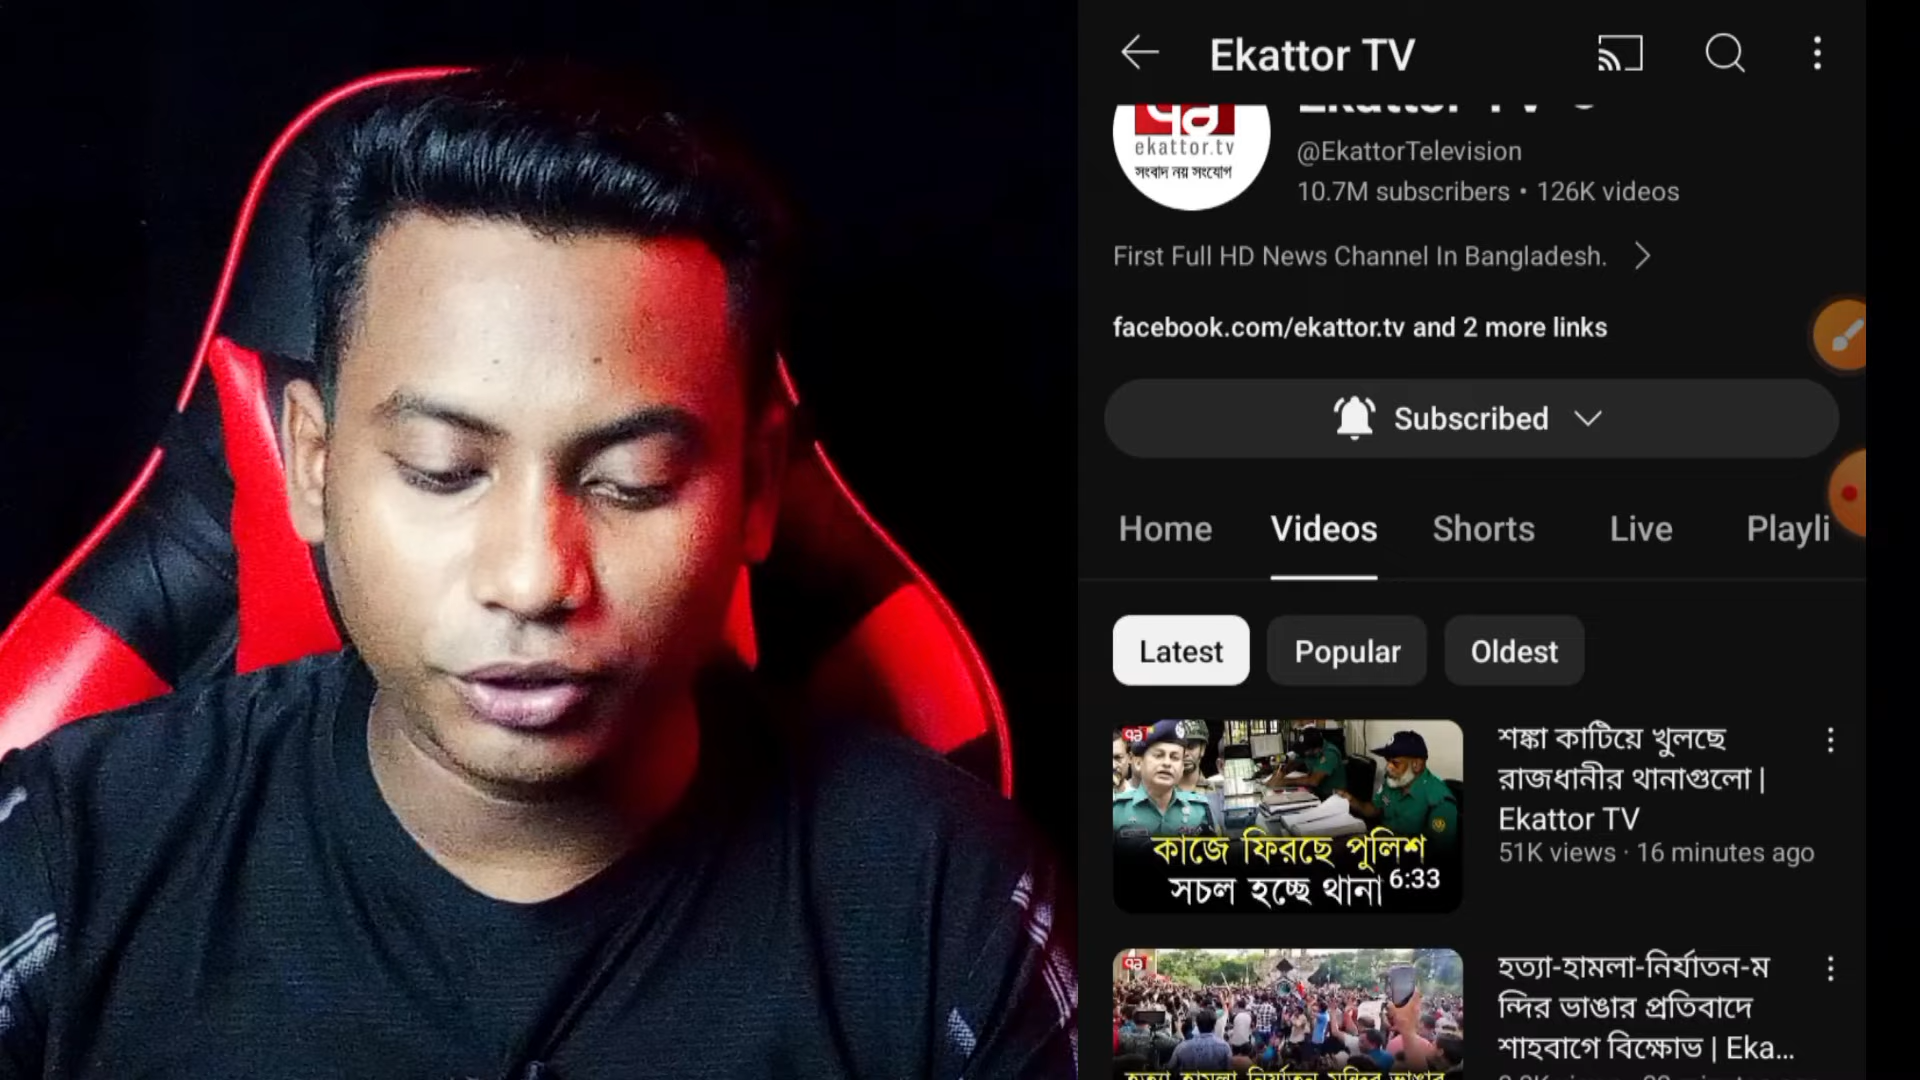 Ekattor TV
Ekattor TV
ekattor.tv
সংবাদ নয় সংযোগ
@EkattorTelevision
10.7M subscribers • 126K videos
First Full HD News Channel In Bangladesh.
facebook.com/ekattor.tv and 2 more links
Subscribed
Home Videos Shorts Live Playli
Latest Popular Oldest
কাজে ফিরছে পুলিশ
সচল হচ্ছে থানা
6:33
শঙ্কা কাটিয়ে খুলছে
রাজধানীর থানাগুলো |
Ekattor TV
51K views · 16 minutes ago
হত্যা-হামলা-নির্যাতন-ম
ন্দির ভাঙার প্রতিবাদে
শাহবাগে বিক্ষোভ | Eka...